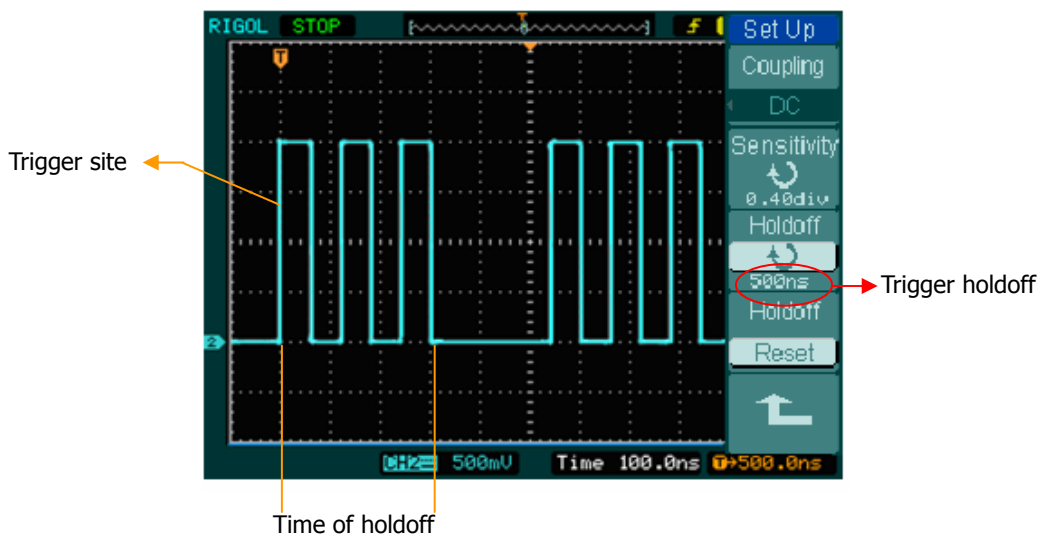 RIGOL STOP
T
T
Set Up
Coupling
DC
Sensitivity
0.40div
Holdoff
500ns
Holdoff
Reset
Trigger site
Trigger holdoff
2
CH2 500mV Time 100.0ns T→500.0ns
Time of holdoff